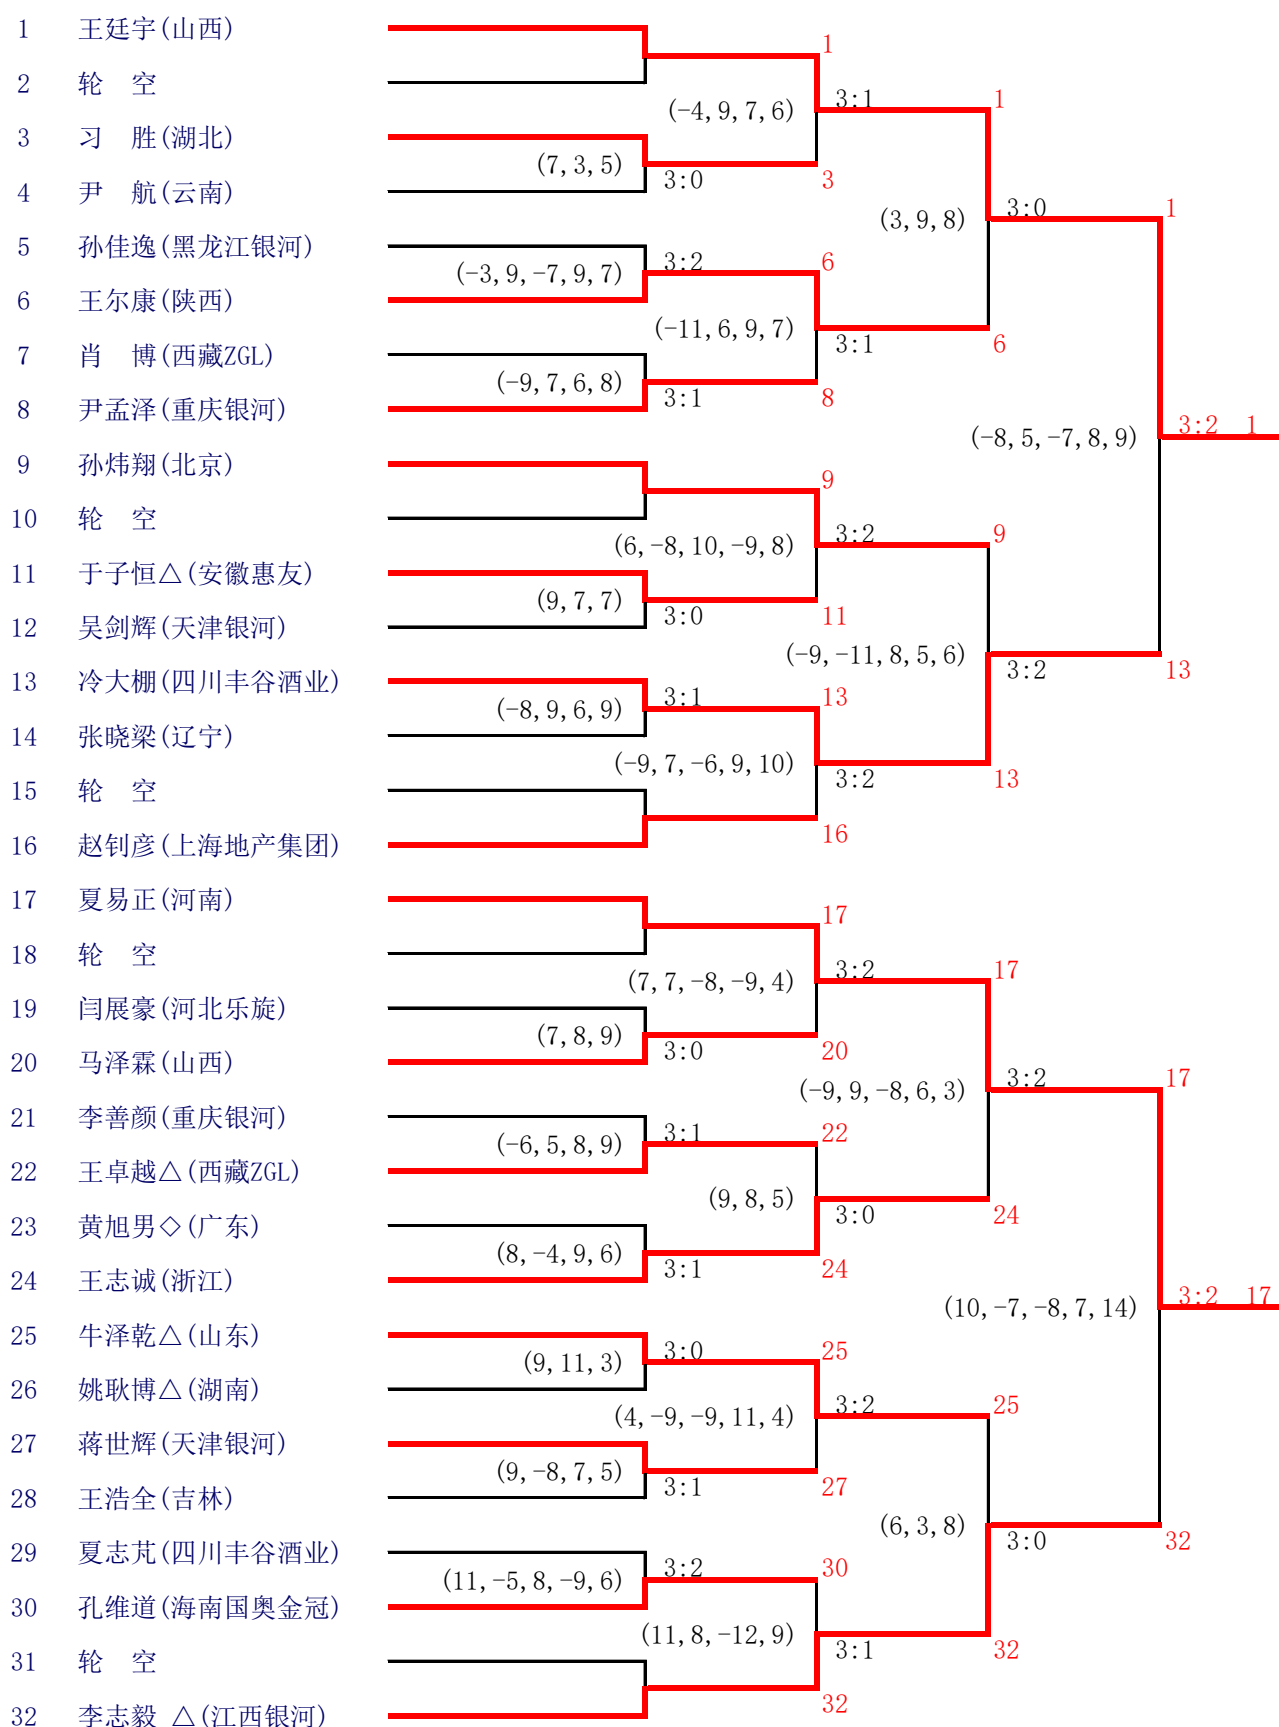 1 王廷宇(山西)
1
2 轮 空
(-4,9,7,6) 3:1 1
3 习 胜(湖北)
(7,3,5) 3:0 3
4 尹 航(云南)
(3,9,8) 3:0 1
5 孙佳逸(黑龙江银河)
(-3,9,-7,9,7) 3:2 6
6 王尔康(陕西)
(-11,6,9,7) 3:1 6
7 肖 博(西藏ZGL)
(-9,7,6,8) 3:1 8
8 尹孟泽(重庆银河)
(-8,5,-7,8,9) 3:2 1
9 孙炜翔(北京)
9
10 轮 空
(6,-8,10,-9,8) 3:2 9
11 于子恒△(安徽惠友)
(9,7,7) 3:0 11
12 吴剑辉(天津银河)
(-9,-11,8,5,6) 3:2 13
13 冷大棚(四川丰谷酒业)
(-8,9,6,9) 3:1 13
14 张晓梁(辽宁)
(-9,7,-6,9,10) 3:2 13
15 轮 空
16
16 赵钊彦(上海地产集团)
17 夏易正(河南)
17
18 轮 空
(7,7,-8,-9,4) 3:2 17
19 闫展豪(河北乐旋)
(7,8,9) 3:0 20
20 马泽霖(山西)
(-9,9,-8,6,3) 3:2 17
21 李善颜(重庆银河)
(-6,5,8,9) 3:1 22
22 王卓越△(西藏ZGL)
(9,8,5) 3:0 24
23 黄旭男◇(广东)
(8,-4,9,6) 3:1 24
24 王志诚(浙江)
(10,-7,-8,7,14) 3:2 17
25 牛泽乾△(山东)
(9,11,3) 3:0 25
26 姚耿博△(湖南)
(4,-9,-9,11,4) 3:2 25
27 蒋世辉(天津银河)
(9,-8,7,5) 3:1 27
28 王浩全(吉林)
(6,3,8) 3:0 32
29 夏志芃(四川丰谷酒业)
(11,-5,8,-9,6) 3:2 30
30 孔维道(海南国奥金冠)
(11,8,-12,9) 3:1 32
31 轮 空
32
32 李志毅 △(江西银河)